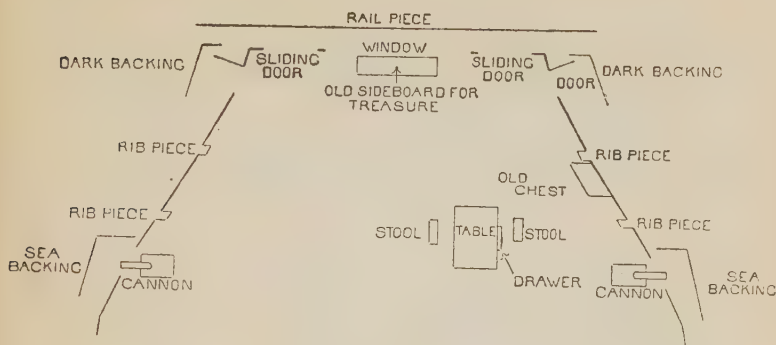 RAIL PIECE
DARK BACKING
SLIDING
DOOR
WINDOW
OLD SIDEBOARD FOR
TREASURE
SLIDING
DOOR
DOOR
DARK BACKING
RIB PIECE
RIB PIECE
OLD
CHEST
RIB PIECE
RIB PIECE
STOOL
TABLE
STOOL
SEA
BACKING
CANNON
DRAWER
CANNON
SEA
BACKING